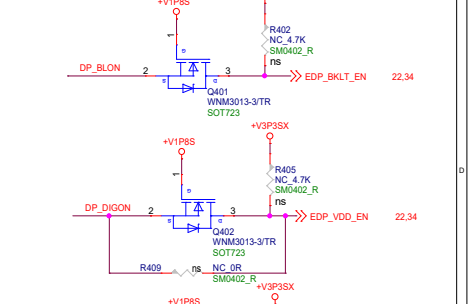 +V1P8S
R402
NC_4.7K
SM0402_R
ns
1
G
DP_BLON
2
3
EDP_BKLT_EN
22,34
S
D
Q401
WNM3013-3/TR
SOT723
+V3P3SX
+V1P8S
R405
NC_4.7K
SM0402_R
ns
1
G
D
DP_DIGON
2
3
EDP_VDD_EN
22,34
S
D
Q402
WNM3013-3/TR
SOT723
R409
ns
NC_0R
SM0402_R
+V3P3SX
+V1P8S